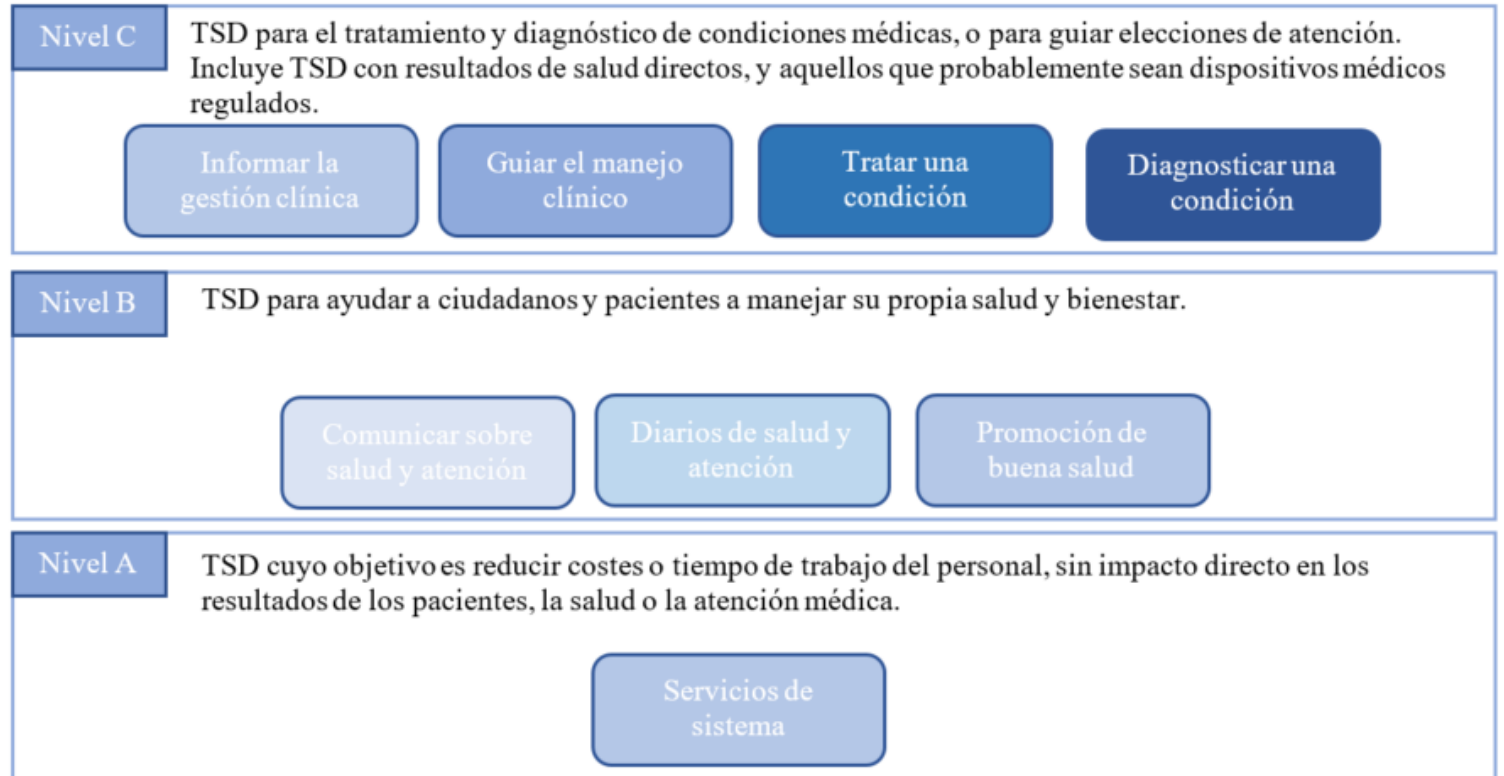 Nivel C
TSD para el tratamiento y diagnóstico de condiciones médicas, o para guiar elecciones de atención.
Incluye TSD con resultados de salud directos, y aquellos que probablemente sean dispositivos médicos
regulados.
Informar la
gestión clínica
Guiar el manejo
clínico
Tratar una
condición
Diagnosticar una
condición
Nivel B
TSD para ayudar a ciudadanos y pacientes a manejar su propia salud y bienestar.
Comunicar sobre
salud y atención
Diarios de salud y
atención
Promoción de
buena salud
Nivel A
TSD cuyo objetivo es reducir costes o tiempo de trabajo del personal, sin impacto directo en los
resultados de los pacientes, la salud o la atención médica.
Servicios de
sistema